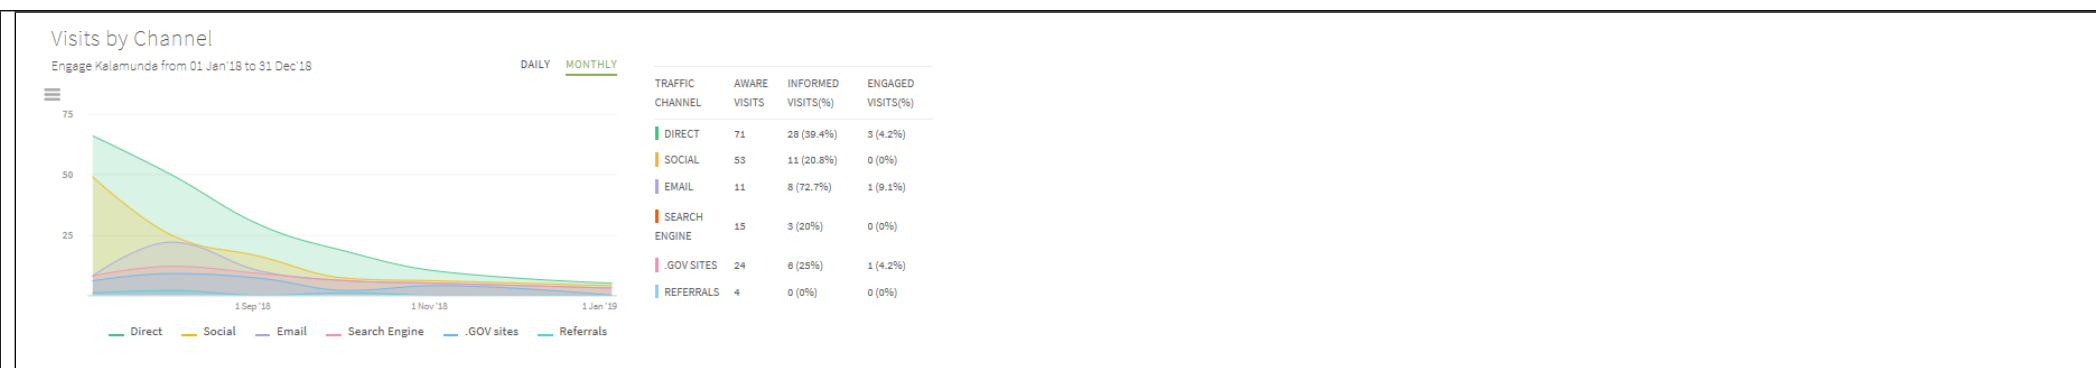 Visits by Channel
Engage Kalamunda from 01 Jan'18 to 31 Dec'18
DAILY MONTHLY
75
50
25
1 Sep '18 1 Nov '18 1 Jan '19
Direct Social Email Search Engine .GOV sites Referrals
TRAFFIC CHANNEL AWARE VISITS INFORMED VISITS(%) ENGAGED VISITS(%)
DIRECT 71 28 (39.4%) 3 (4.2%)
SOCIAL 53 11 (20.8%) 0 (0%)
EMAIL 11 8 (72.7%) 1 (9.1%)
SEARCH ENGINE 15 3 (20%) 0 (0%)
.GOV SITES 24 6 (25%) 1 (4.2%)
REFERRALS 4 0 (0%) 0 (0%)